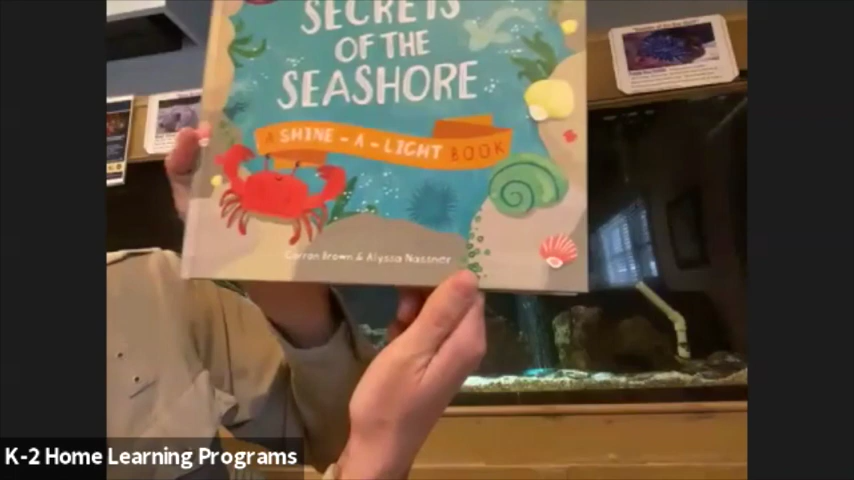 SECRETS
OF THE
SEASHORE
A SHINE-A-LIGHT BOOK
Carron Brown & Alyssa Nassner
K-2 Home Learning Programs